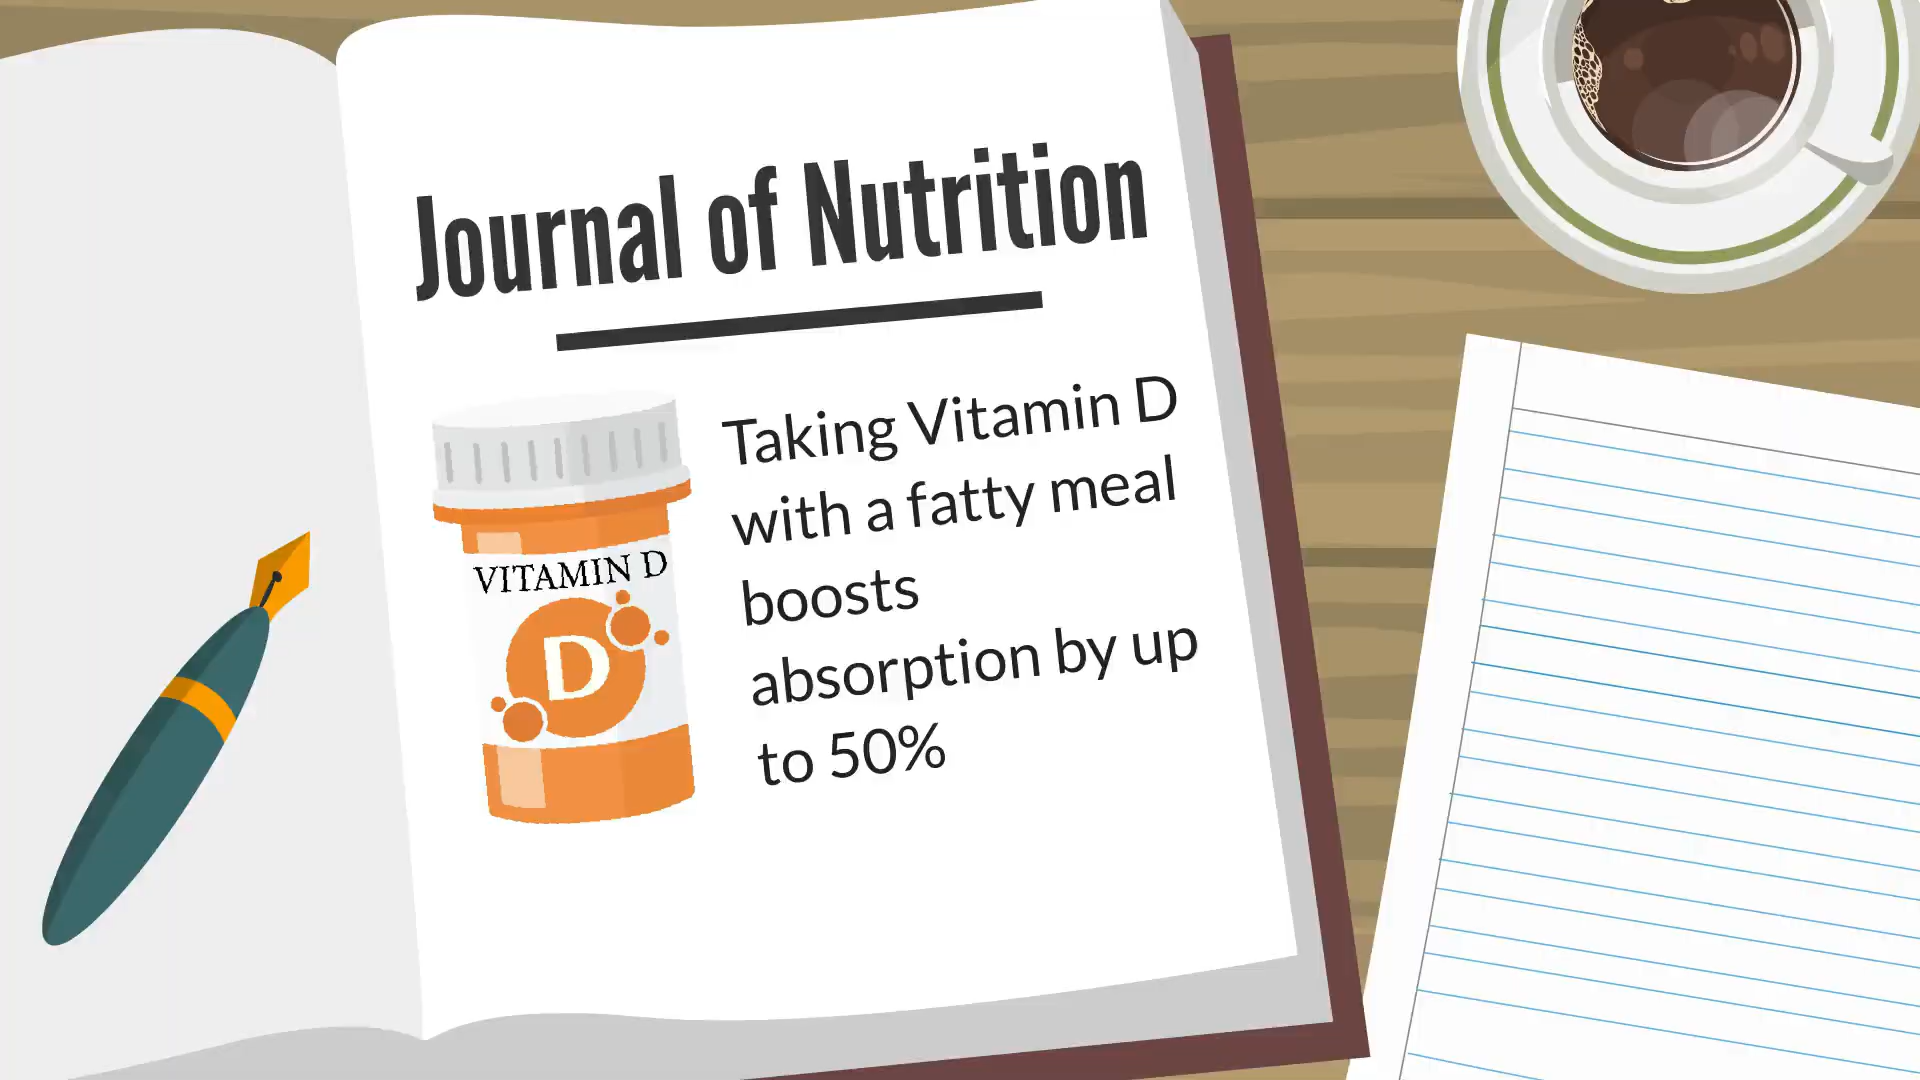 Journal of Nutrition
Taking Vitamin D
with a fatty meal
boosts
absorption by up
to 50%
VITAMIN D
D